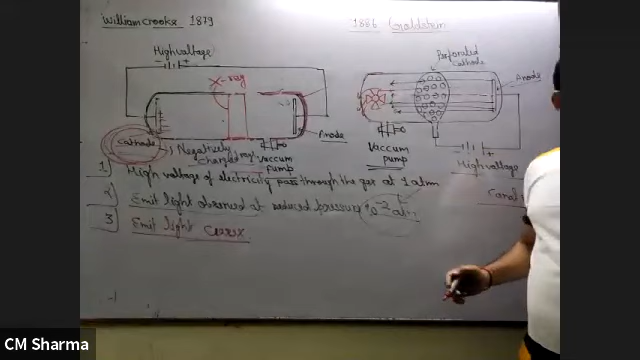 William Crooks 1879
1886 Goldstein
High voltage
- +
X-ray
Perforated
cathode
Anode
Anode
cathode
Negatively
charged ray
Vaccum
pump
Vaccum
pump
- +
High voltage
1 High voltage of electricity pass through the gas at 1 atm
2 Emit light observed at reduced pressure 10-2 atm
3 Emit light
CM Sharma